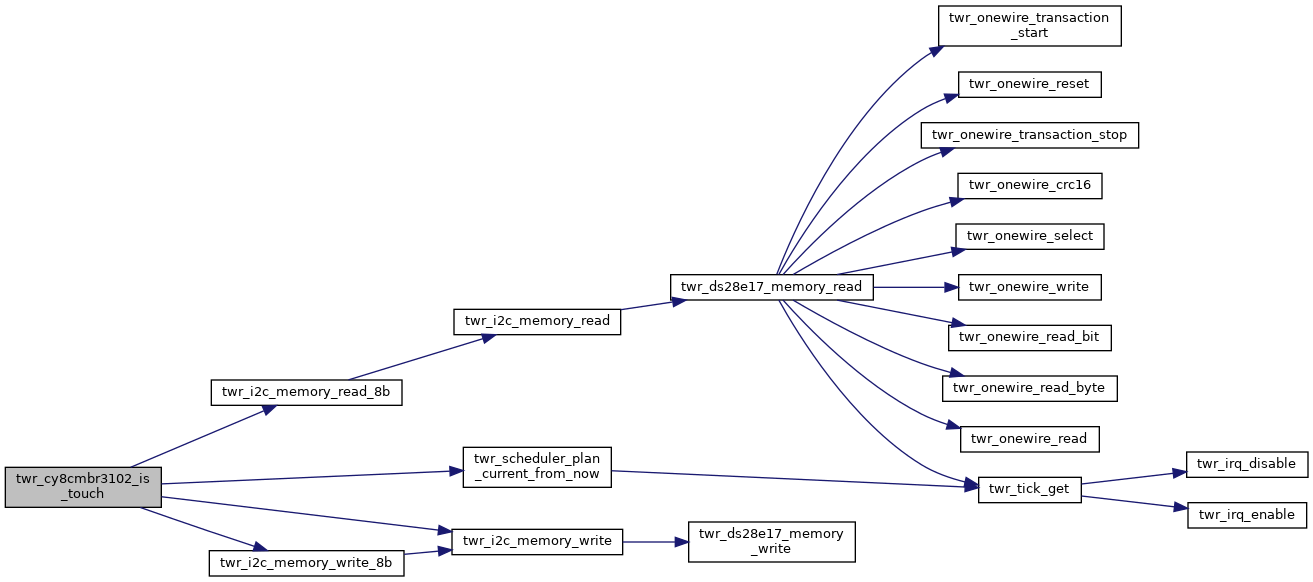 twr_onewire_transaction
_start
twr_onewire_reset
twr_onewire_transaction_stop
twr_onewire_crc16
twr_onewire_select
twr_ds28e17_memory_read
twr_onewire_write
twr_i2c_memory_read
twr_onewire_read_bit
twr_i2c_memory_read_8b
twr_onewire_read_byte
twr_onewire_read
twr_cy8cmbr3102_is
_touch
twr_scheduler_plan
_current_from_now
twr_tick_get
twr_irq_disable
twr_irq_enable
twr_i2c_memory_write
twr_ds28e17_memory
_write
twr_i2c_memory_write_8b